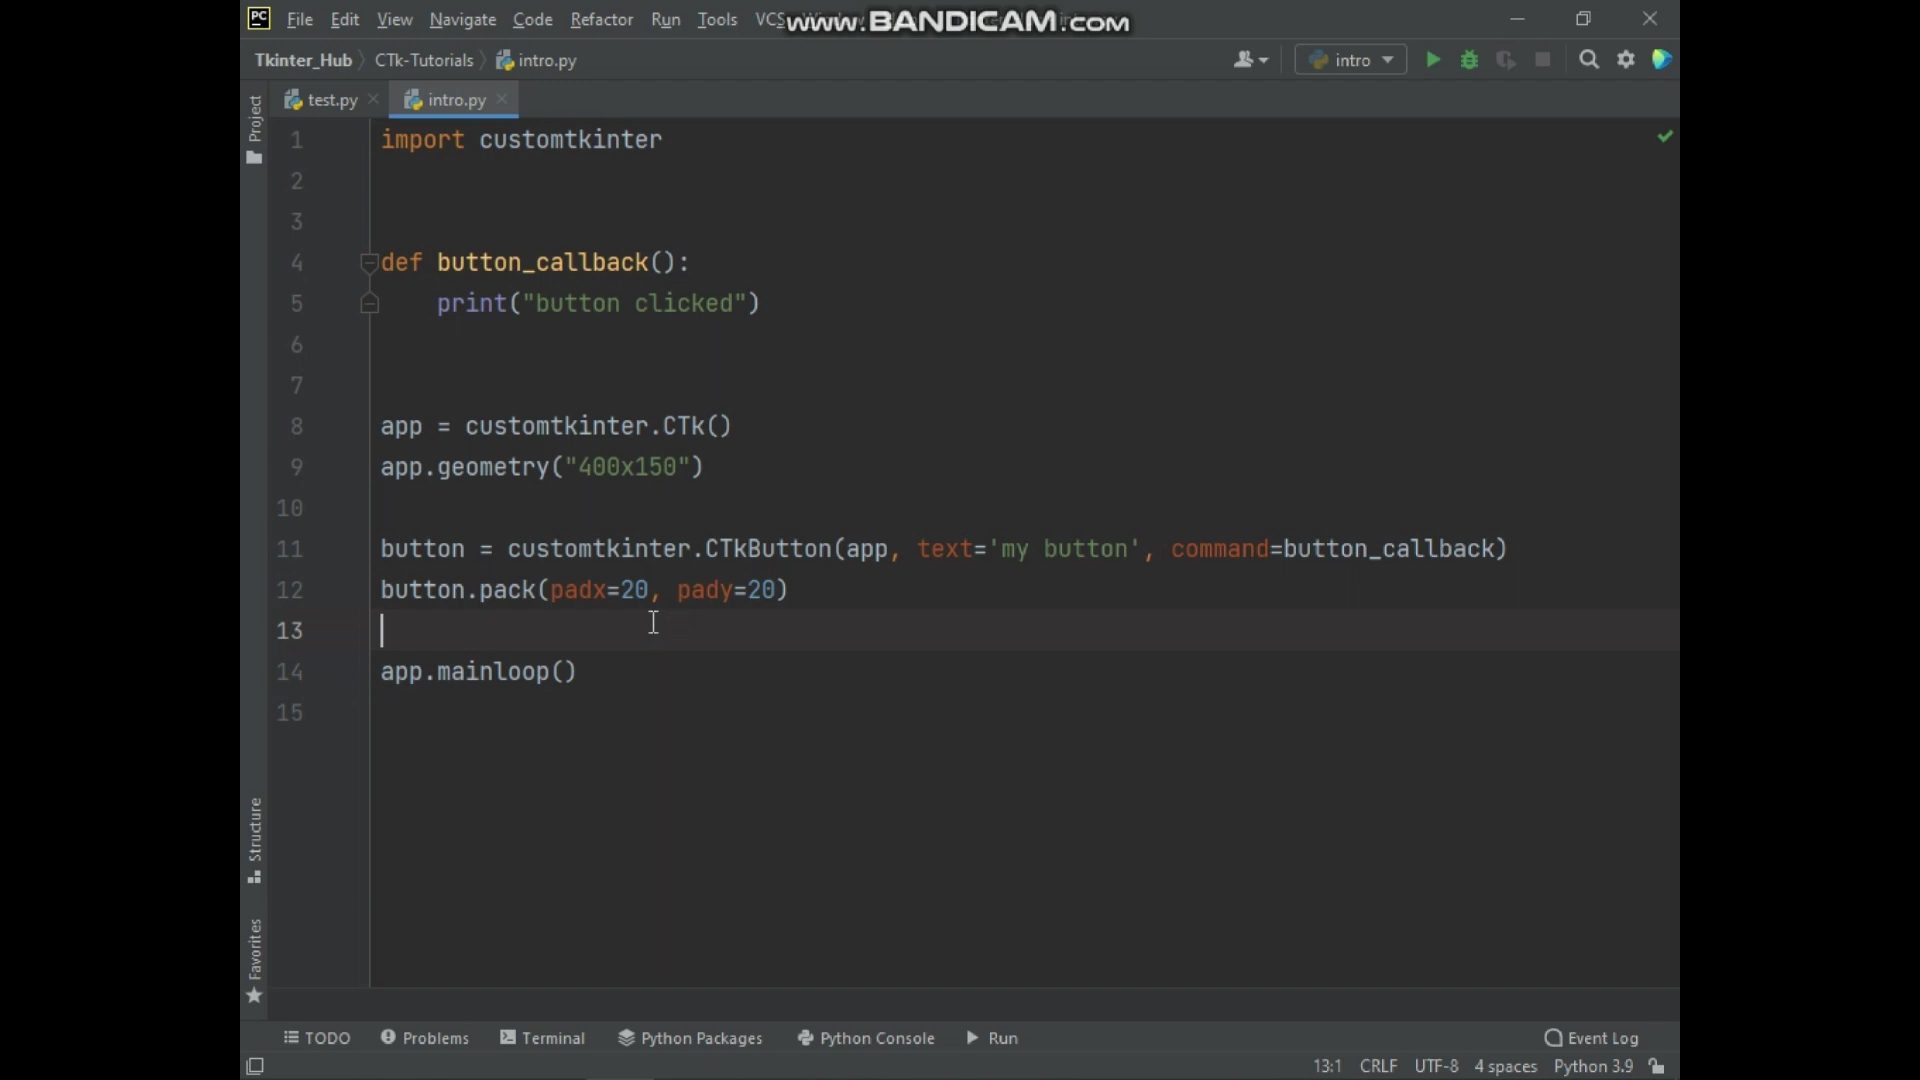 PC File Edit View Navigate Code Refactor Run Tools VCS www.BANDICAM.com
Tkinter_Hub CTk-Tutorials intro.py intro
test.py intro.py
Project
1 import customtkinter
2
3
4 def button_callback():
5 print("button clicked")
6
7
8 app = customtkinter.CTk()
9 app.geometry("400x150")
10
11 button = customtkinter.CTkButton(app, text='my button', command=button_callback)
12 button.pack(padx=20, pady=20)
13
14 app.mainloop()
15
Structure
Favorites
TODO Problems Terminal Python Packages Python Console Run Event Log
13:1 CRLF UTF-8 4 spaces Python 3.9